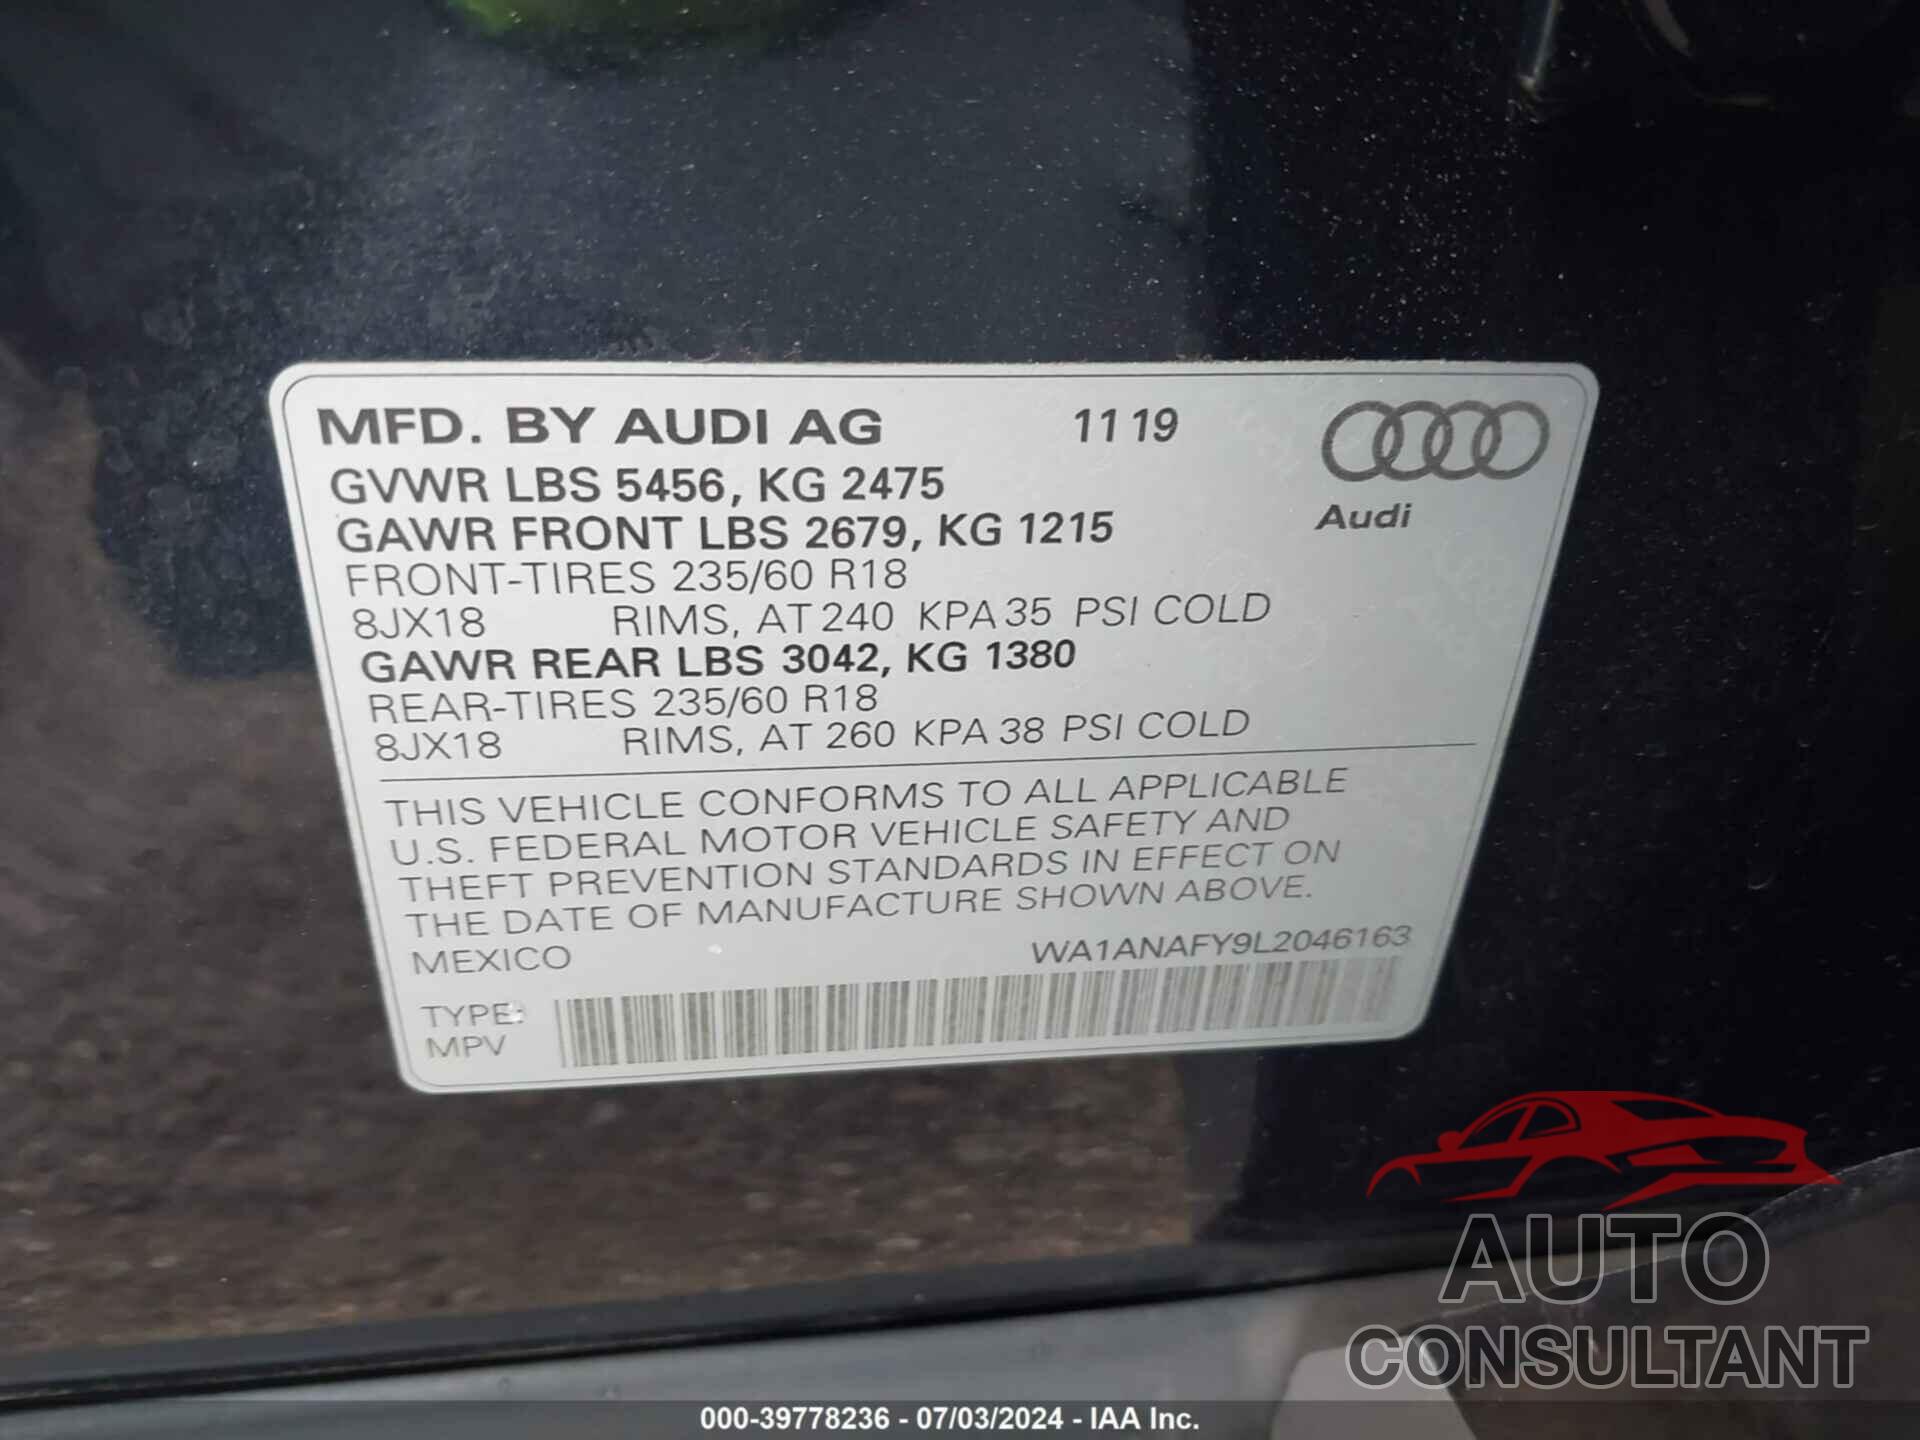 MFD. BY AUDI AG 11 19
GVWR LBS 5456, KG 2475
GAWR FRONT LBS 2679, KG 1215
Audi
FRONT-TIRES 235/60 R18
8JX18 RIMS, AT 240 KPA 35 PSI COLD
GAWR REAR LBS 3042, KG 1380
REAR-TIRES 235/60 R18
8JX18 RIMS, AT 260 KPA 38 PSI COLD
THIS VEHICLE CONFORMS TO ALL APPLICABLE
U.S. FEDERAL MOTOR VEHICLE SAFETY AND
THEFT PREVENTION STANDARDS IN EFFECT ON
THE DATE OF MANUFACTURE SHOWN ABOVE.
MEXICO WA1ANAFY9L2046163
TYPE:
MPV
AUTO
CONSULTANT
000-39778236 - 07/03/2024 - IAA Inc.